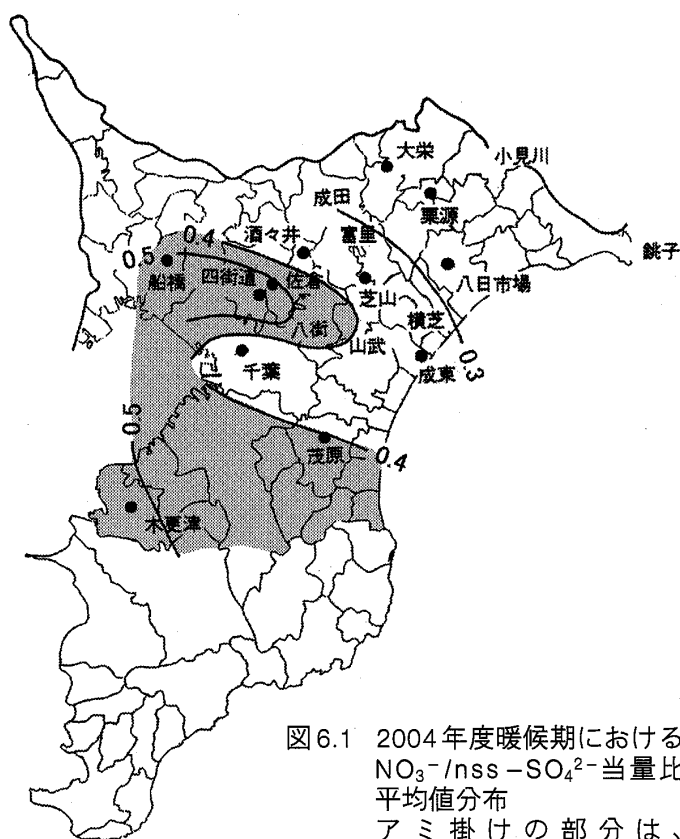 大栄
小見川
成田
栗源
銚子
酒々井
富里
0.4
0.5
船橋
四街道
佐倉
芝山
八日市場
八街
横芝
山武
0.3
千葉
成東
0.5
茂原
0.4
木更津
図6.1 2004年度暖候期における
NO₃⁻/nss–SO₄²⁻当量比
平均値分布
アミ掛けの部分は、